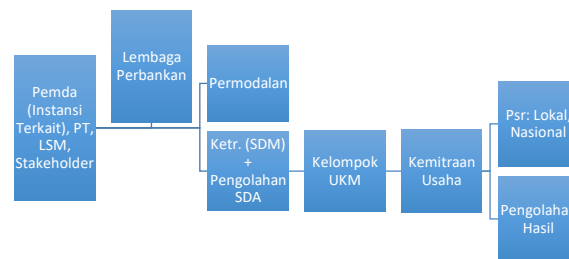 Pemda
(Instansi
Terkait), PT,
LSM,
Stakeholder
Lembaga
Perbankan
Permodalan
Ketr. (SDM)
+
Pengolahan
SDA
Kelompok
UKM
Kemitraan
Usaha
Psr: Lokal,
Nasional
Pengolahan
Hasil